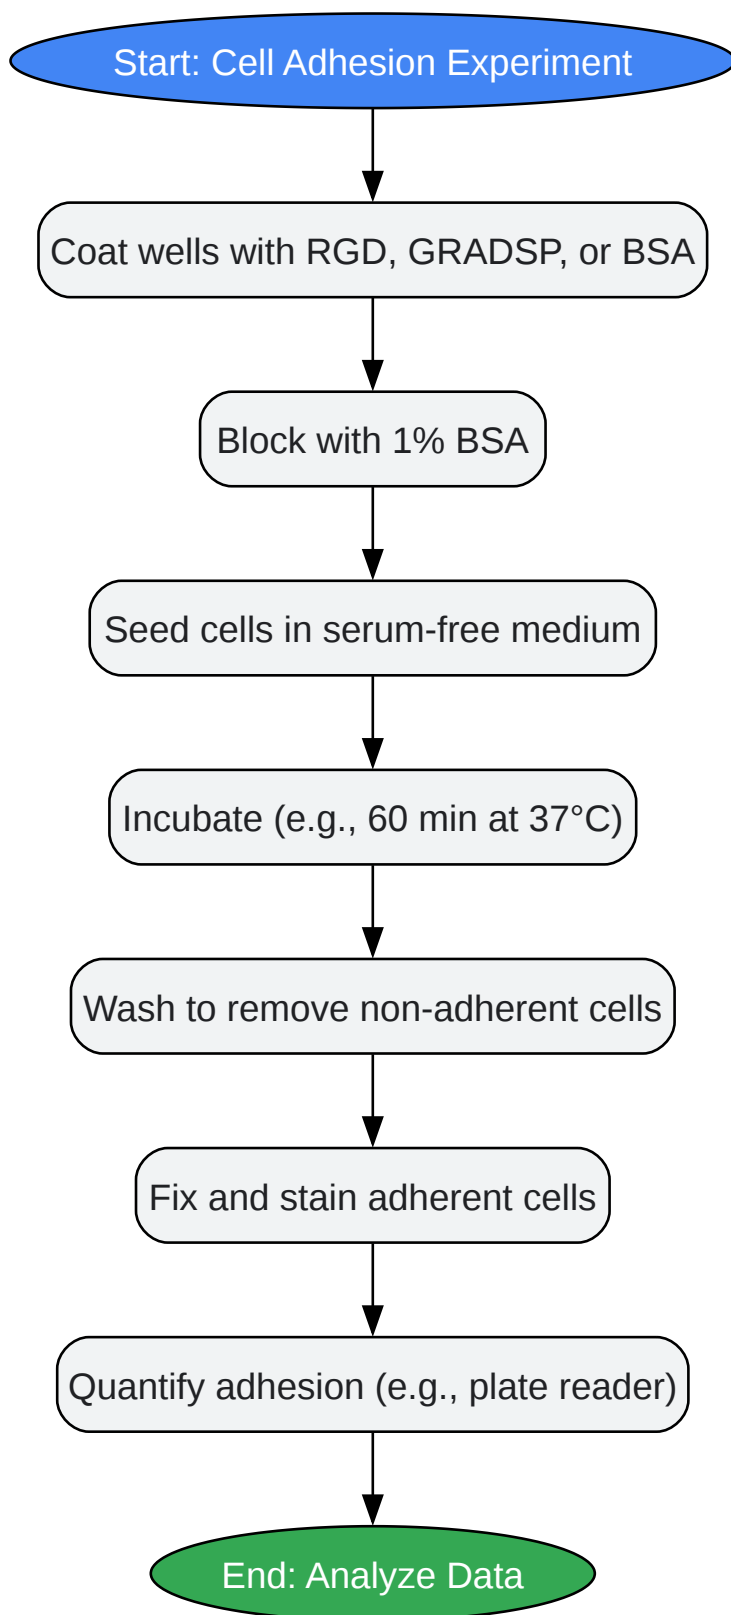 Start: Cell Adhesion Experiment
Coat wells with RGD, GRADSP, or BSA
Block with 1% BSA
Seed cells in serum-free medium
Incubate (e.g., 60 min at 37°C)
Wash to remove non-adherent cells
Fix and stain adherent cells
Quantify adhesion (e.g., plate reader)
End: Analyze Data